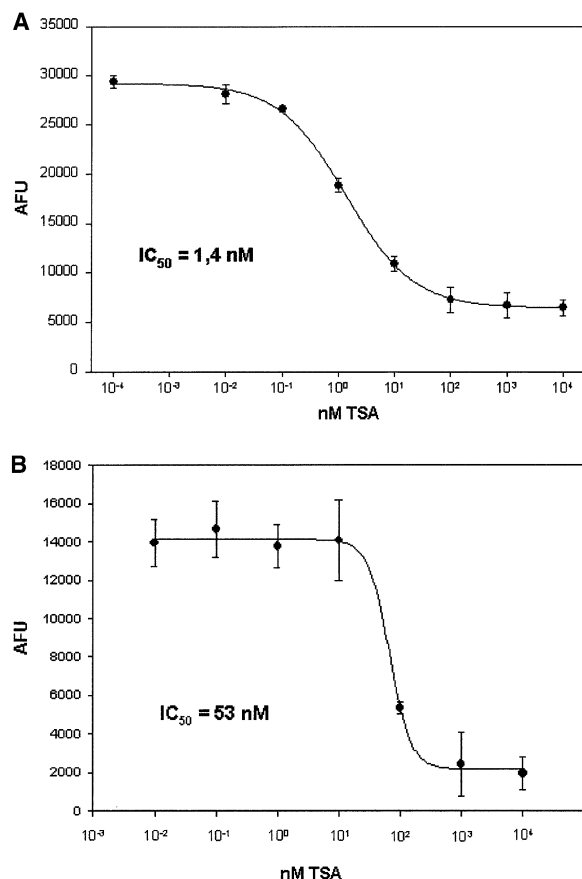 A
35000
30000
25000
20000
15000
10000
5000
0
AFU
IC₅₀ = 1,4 nM
10⁻⁴ 10⁻³ 10⁻² 10⁻¹ 10⁰ 10¹ 10² 10³ 10⁴
nM TSA
B
18000
16000
14000
12000
10000
8000
6000
4000
2000
0
AFU
IC₅₀ = 53 nM
10⁻³ 10⁻² 10⁻¹ 10⁰ 10¹ 10² 10³ 10⁴
nM TSA